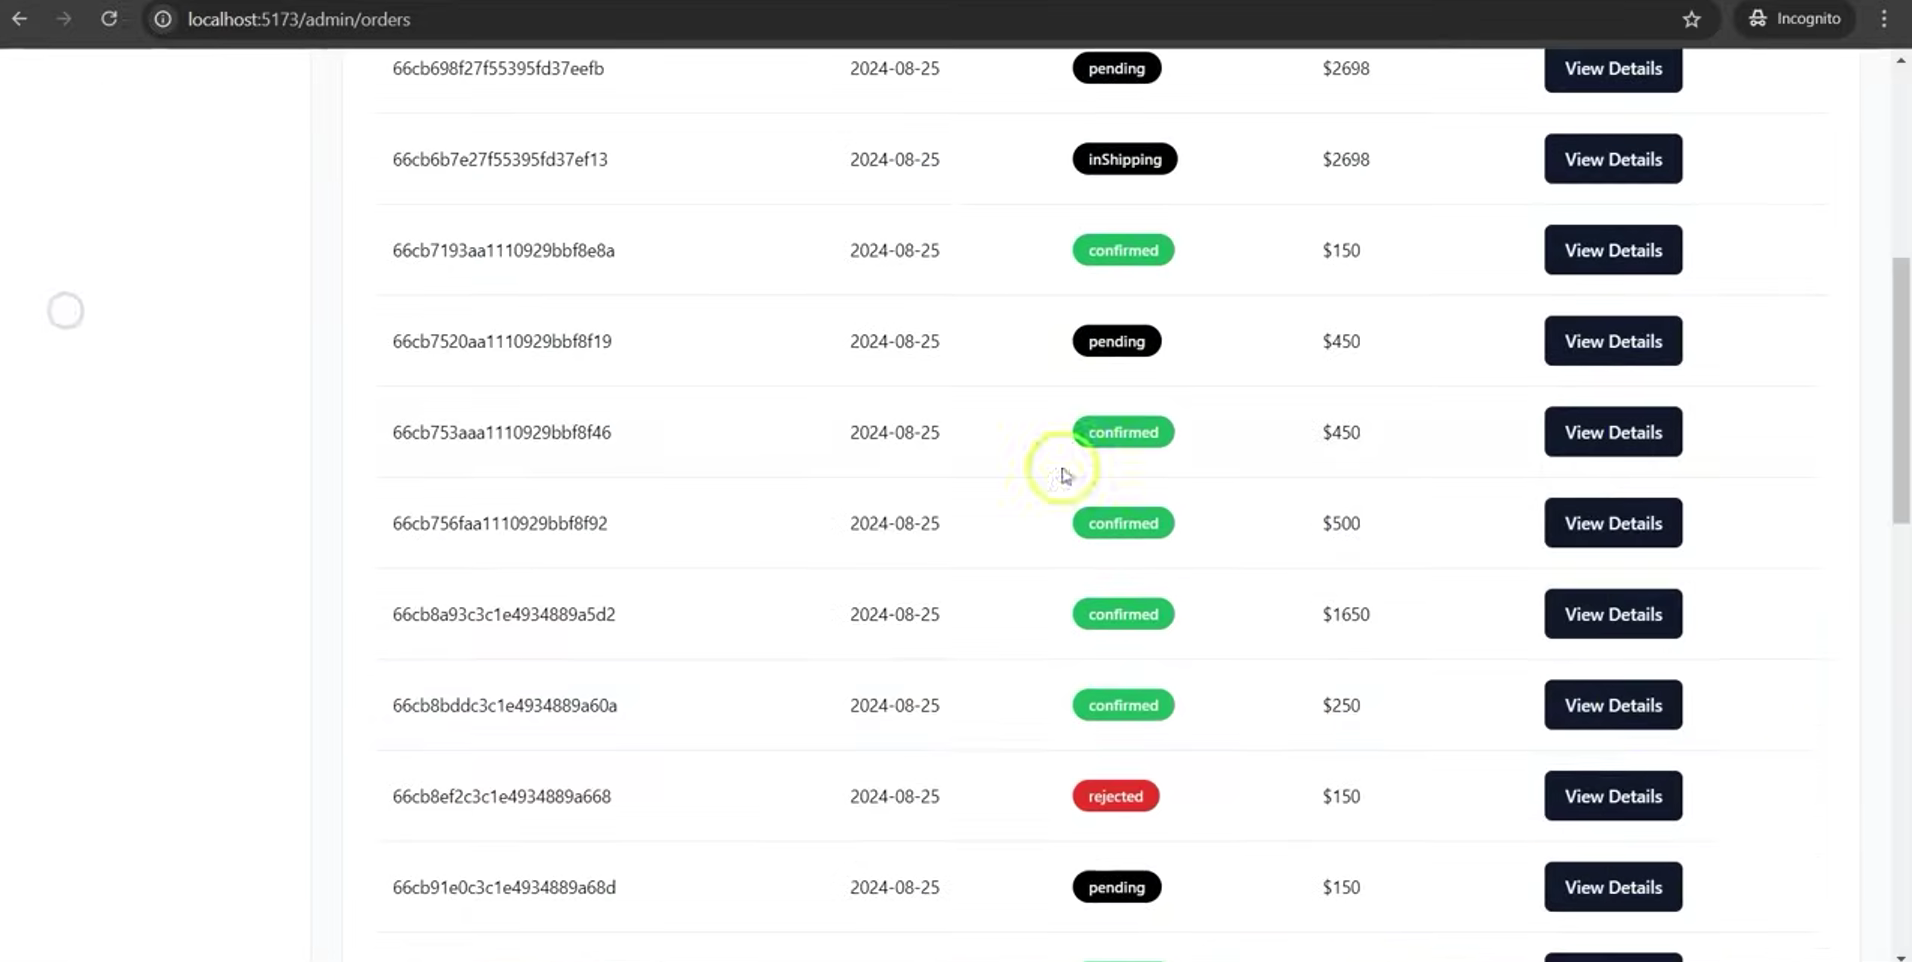 localhost:5173/admin/orders Incognito
66cb698f27f55395fd37eefb 2024-08-25 pending $2698 View Details
66cb6b7e27f55395fd37ef13 2024-08-25 inShipping $2698 View Details
66cb7193aa1110929bbf8e8a 2024-08-25 confirmed $150 View Details
66cb7520aa1110929bbf8f19 2024-08-25 pending $450 View Details
66cb753aaa1110929bbf8f46 2024-08-25 confirmed $450 View Details
66cb756faa1110929bbf8f92 2024-08-25 confirmed $500 View Details
66cb8a93c3c1e4934889a5d2 2024-08-25 confirmed $1650 View Details
66cb8bddc3c1e4934889a60a 2024-08-25 confirmed $250 View Details
66cb8ef2c3c1e4934889a668 2024-08-25 rejected $150 View Details
66cb91e0c3c1e4934889a68d 2024-08-25 pending $150 View Details